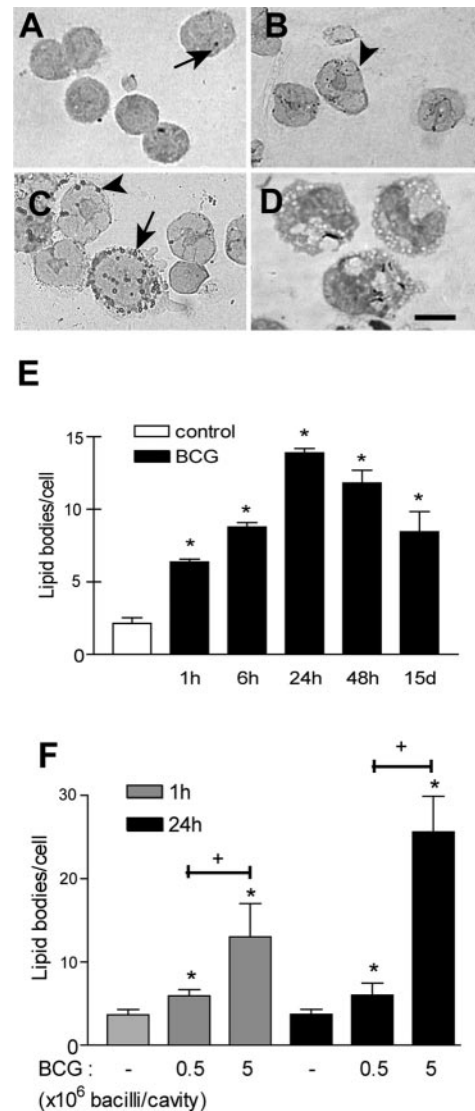 A
B
C
D
E
control
BCG
Lipid bodies/cell
15
10
5
0
*
*
*
*
*
1h 6h 24h 48h 15d
F
1h
24h
Lipid bodies/cell
30
20
10
0
+
+
*
*
*
*
BCG : - 0.5 5 - 0.5 5
(x10⁶ bacilli/cavity)